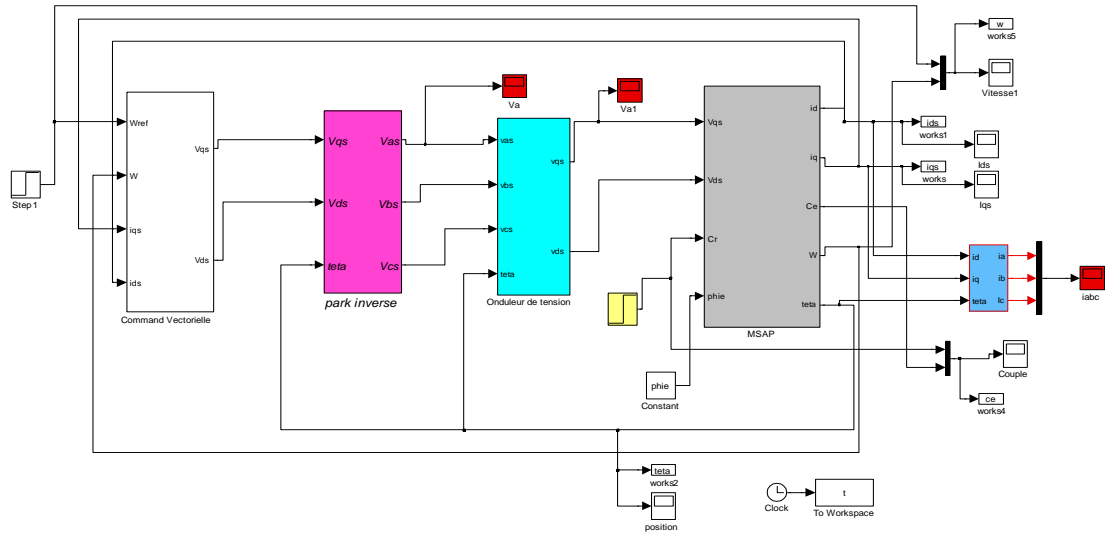 w
works5
Vitesse1
Va
Va1
Wref
W
iqs
ids
Vqs
Vds
Command Vectorielle
Step1
Vqs
Vds
teta
Vas
Vbs
Vcs
park inverse
vas
vbs
vcs
teta
vqs
vds
Onduleur de tension
Vqs
Vds
Cr
phie
id
iq
Ce
W
teta
MSAP
ids
works1
Ids
iqs
works
Iqs
id
iq
teta
ia
ib
Ic
iabc
phie
Constant
Couple
ce
works4
teta
works2
position
Clock
t
To Workspace